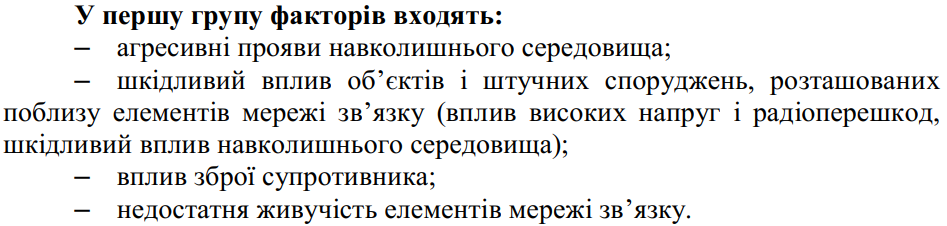 У першу групу факторів входять:
– агресивні прояви навколишнього середовища;
– шкідливий вплив об’єктів і штучних споруджень, розташованих
поблизу елементів мережі зв’язку (вплив високих напруг і радіоперешкод,
шкідливий вплив навколишнього середовища);
– вплив зброї супротивника;
– недостатня живучість елементів мережі зв’язку.